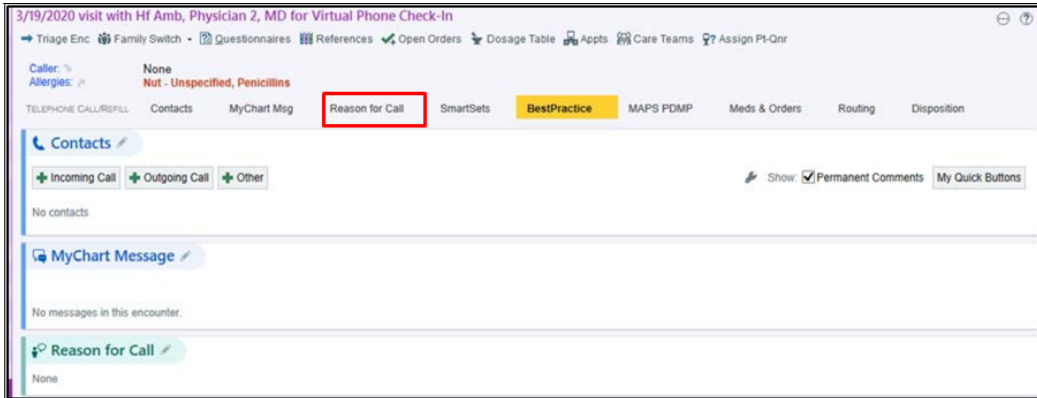 3/19/2020 visit with Hf Amb, Physician 2, MD for Virtual Phone Check-In
Triage Enc Family Switch Questionnaires References Open Orders Dosage Table Appts Care Teams Assign Pt-Qnr
Caller: None
Allergies: Nut - Unspecified, Penicillins
TELEPHONE CALL/REFILL Contacts MyChart Msg Reason for Call SmartSets BestPractice MAPS PDMP Meds & Orders Routing Disposition
Contacts
Incoming Call Outgoing Call Other Show: Permanent Comments My Quick Buttons
No contacts
MyChart Message
No messages in this encounter.
Reason for Call
None